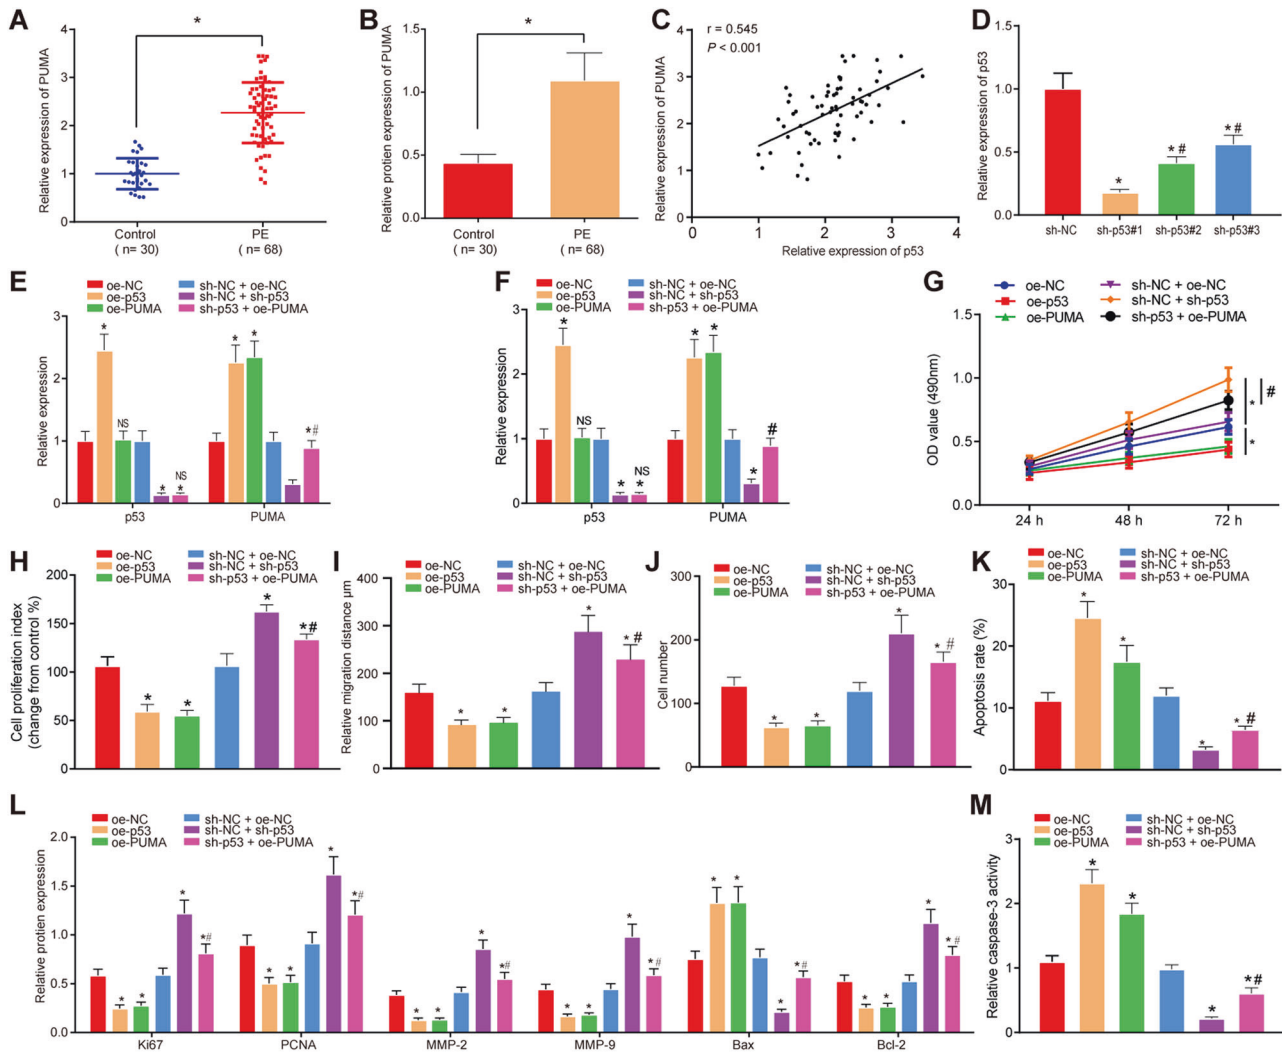 A
*
Relative expression of PUMA
4
3
2
1
0
Control
( n= 30)
PE
( n= 68)
B
*
Relative protien expression of PUMA
1.5
1.0
0.5
0.0
Control
( n= 30)
PE
( n= 68)
C
r = 0.545
P < 0.001
Relative expression of PUMA
4
3
2
1
0
0
1
2
3
4
Relative expression of p53
D
Relative expression of p53
1.5
1.0
0.5
0.0
*
*#
*#
sh-NC
sh-p53#1
sh-p53#2
sh-p53#3
E
oe-NC
oe-p53
oe-PUMA
sh-NC + oe-NC
sh-NC + sh-p53
sh-p53 + oe-PUMA
Relative expression
3
2
1
0
*
NS
*
NS
*
*
*
*#
p53
PUMA
F
oe-NC
oe-p53
oe-PUMA
sh-NC + oe-NC
sh-NC + sh-p53
sh-p53 + oe-PUMA
Relative expression
3
2
1
0
*
NS
*
NS
*
*
*
*
#
p53
PUMA
G
oe-NC
oe-p53
oe-PUMA
sh-NC + oe-NC
sh-NC + sh-p53
sh-p53 + oe-PUMA
OD value (490nm)
1.5
1.0
0.5
0.0
*
#
*
24 h
48 h
72 h
H
oe-NC
oe-p53
oe-PUMA
sh-NC + oe-NC
sh-NC + sh-p53
sh-p53 + oe-PUMA
Cell proliferation index
(change from control %)
200
150
100
50
0
*
*
*
*#
I
oe-NC
oe-p53
oe-PUMA
sh-NC + oe-NC
sh-NC + sh-p53
sh-p53 + oe-PUMA
Relative migration distance μm
400
300
200
100
0
*
*
*
*#
J
oe-NC
oe-p53
oe-PUMA
sh-NC + oe-NC
sh-NC + sh-p53
sh-p53 + oe-PUMA
Cell number
300
200
100
0
*
*
*
*#
K
oe-NC
oe-p53
oe-PUMA
sh-NC + oe-NC
sh-NC + sh-p53
sh-p53 + oe-PUMA
Apoptosis rate (%)
30
20
10
0
*
*
*
*#
L
oe-NC
oe-p53
oe-PUMA
sh-NC + oe-NC
sh-NC + sh-p53
sh-p53 + oe-PUMA
Relative protien expression
2.0
1.5
1.0
0.5
0.0
*
*
*
*#
*
*
*
*#
*
*
*
*#
*
*
*
*#
*
*
*
*#
*
*
*
*#
Ki67
PCNA
MMP-2
MMP-9
Bax
Bcl-2
M
oe-NC
oe-p53
oe-PUMA
sh-NC + oe-NC
sh-NC + sh-p53
sh-p53 + oe-PUMA
Relative caspase-3 activity
3
2
1
0
*
*
*
*#